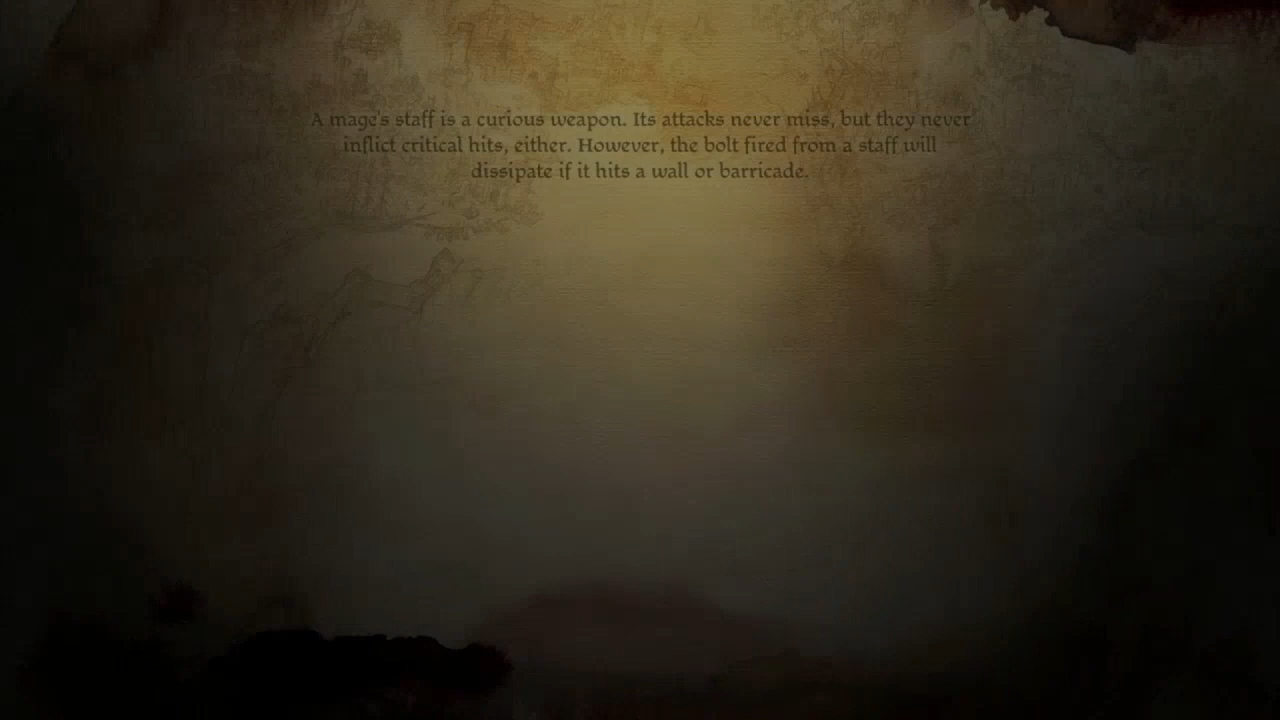 A mage's staff is a curious weapon. Its attacks never miss, but they never
inflict critical hits, either. However, the bolt fired from a staff will
dissipate if it hits a wall or barricade.